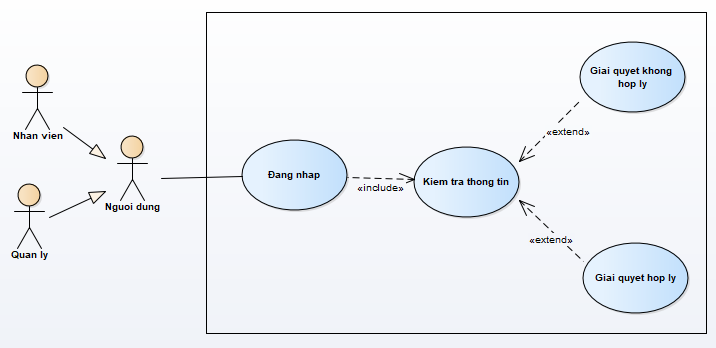 Nhan vien
Quan ly
Nguoi dung
Đang nhap
«include»
Kiem tra thong tin
«extend»
Giai quyet khong
hop ly
«extend»
Giai quyet hop ly